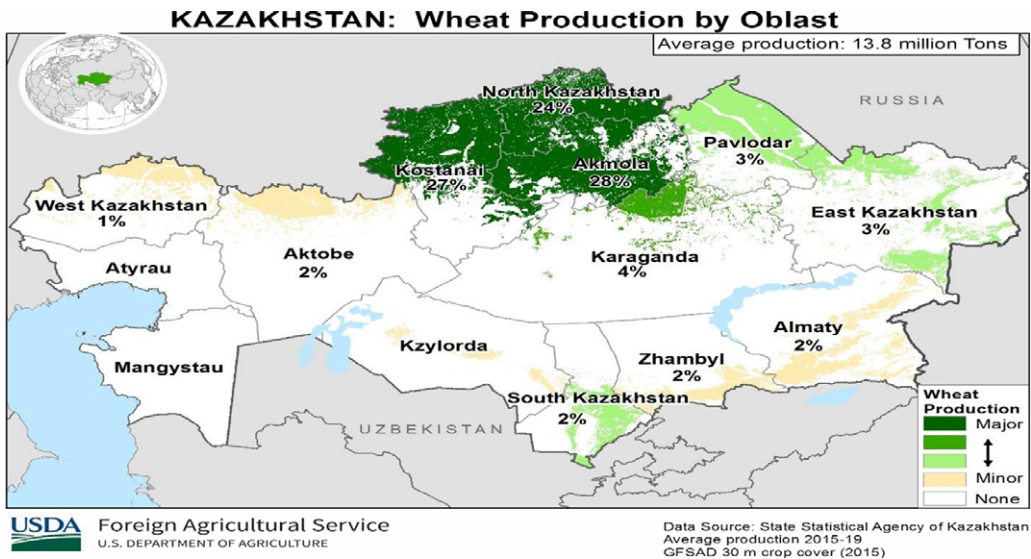 KAZAKHSTAN: Wheat Production by Oblast
Average production: 13.8 million Tons
RUSSIA
North Kazakhstan
24%
Pavlodar
3%
Kostanai
27%
Akmola
28%
West Kazakhstan
1%
East Kazakhstan
3%
Aktobe
2%
Karaganda
4%
Atyrau
Almaty
2%
Kzylorda
Zhambyl
2%
Mangystau
South Kazakhstan
2%
UZBEKISTAN
Wheat
Production
Major
Minor
None
USDA
Foreign Agricultural Service
U.S. DEPARTMENT OF AGRICULTURE
Data Source: State Statistical Agency of Kazakhstan
Average production 2015-19
GFSAD 30 m crop cover (2015)